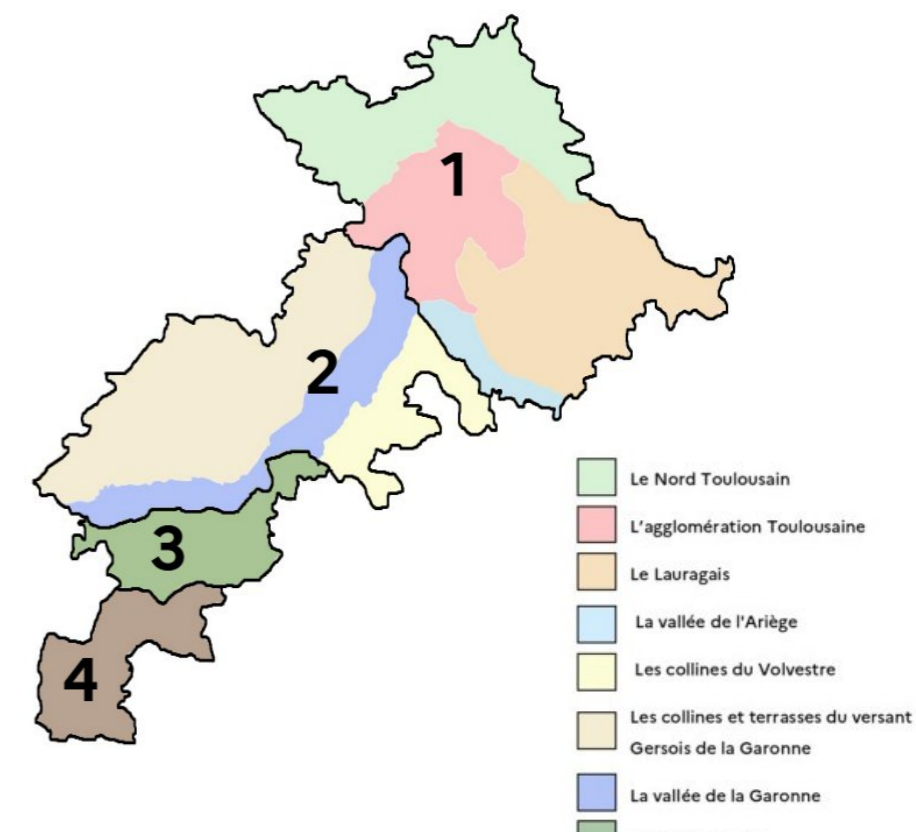 1
2
3
4
Le Nord Toulousain
L'agglomération Toulousaine
Le Lauragais
La vallée de l'Ariège
Les collines du Volvestre
Les collines et terrasses du versant
Gersois de la Garonne
La vallée de la Garonne